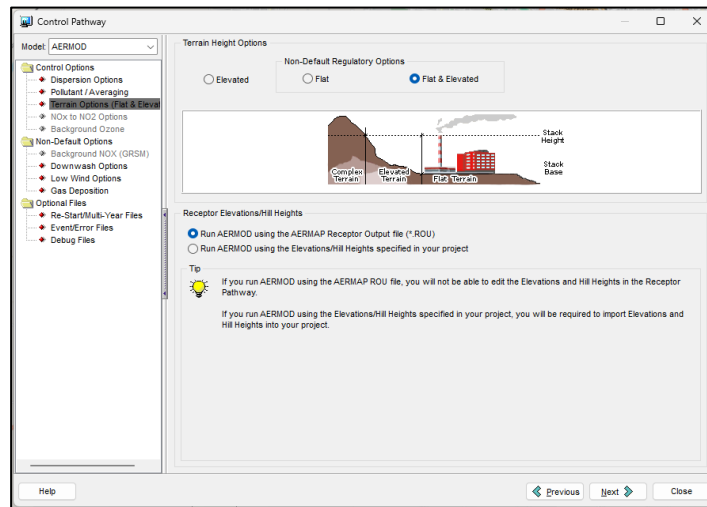 Control Pathway
Model: AERMOD
Control Options
Dispersion Options
Pollutant / Averaging
Terrain Options (Flat & Elevat
NOx to NO2 Options
Background Ozone
Non-Default Options
Background NOX (GRSM)
Downwash Options
Low Wind Options
Gas Deposition
Optional Files
Re-Start/Multi-Year Files
Event/Error Files
Debug Files
Terrain Height Options
Non-Default Regulatory Options
Elevated
Flat
Flat & Elevated
Stack
Height
Complex
Terrain
Elevated
Terrain
Flat Terrain
Stack
Base
Receptor Elevations/Hill Heights
Run AERMOD using the AERMAP Receptor Output file (*.ROU)
Run AERMOD using the Elevations/Hill Heights specified in your project
Tip
If you run AERMOD using the AERMAP ROU file, you will not be able to edit the Elevations and Hill Heights in the Receptor
Pathway.
If you run AERMOD using the Elevations/Hill Heights specified in your project, you will be required to import Elevations and
Hill Heights into your project.
Help
Previous
Next
Close